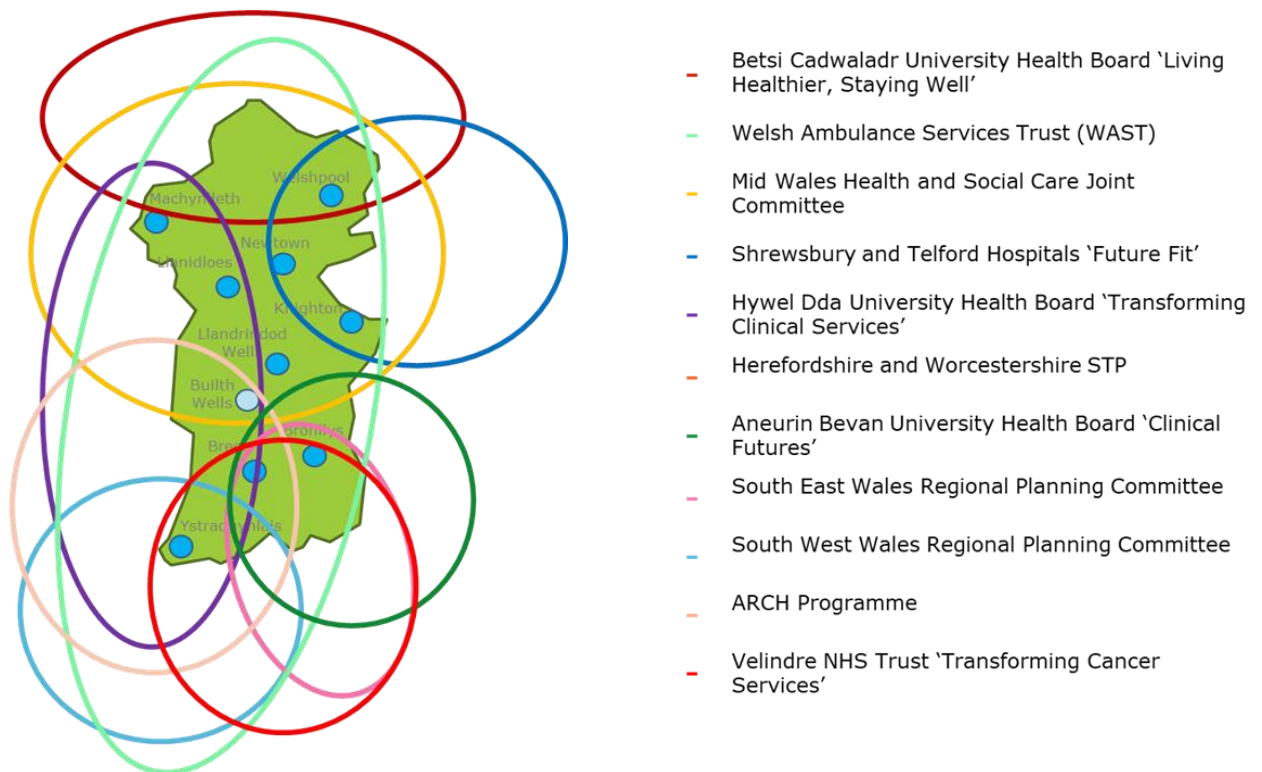 Welshpool
Machynlleth
Newtown
Llanidloes
Knighton
Llandrindod
Wells
Builth
Wells
Bronllys
Ystradgynlais
Betsi Cadwaladr University Health Board ‘Living
Healthier, Staying Well’
Welsh Ambulance Services Trust (WAST)
Mid Wales Health and Social Care Joint
Committee
Shrewsbury and Telford Hospitals ‘Future Fit’
Hywel Dda University Health Board ‘Transforming
Clinical Services’
Herefordshire and Worcestershire STP
Aneurin Bevan University Health Board ‘Clinical
Futures’
South East Wales Regional Planning Committee
South West Wales Regional Planning Committee
ARCH Programme
Velindre NHS Trust ‘Transforming Cancer
Services’